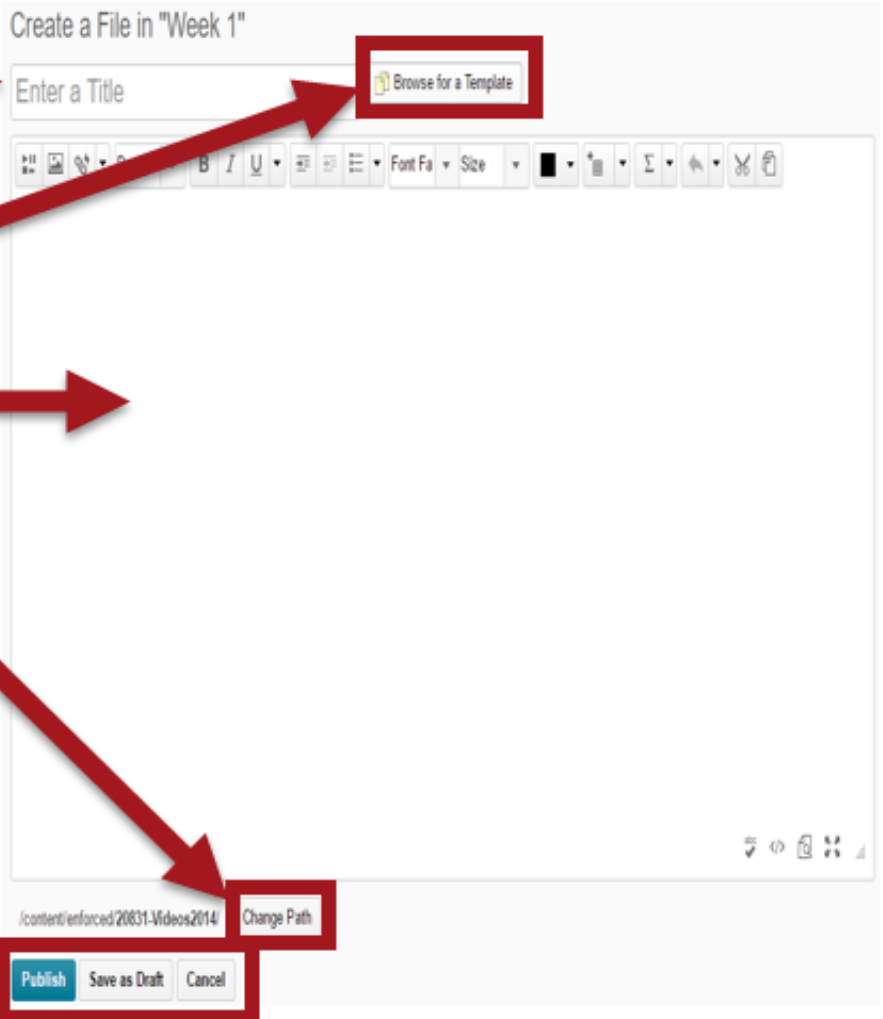 Create a File in "Week 1"
Enter a Title
Browse for a Template
B I U Font Fa Size Σ
/content/enforced/20831-Videos2014/ Change Path
Publish Save as Draft Cancel